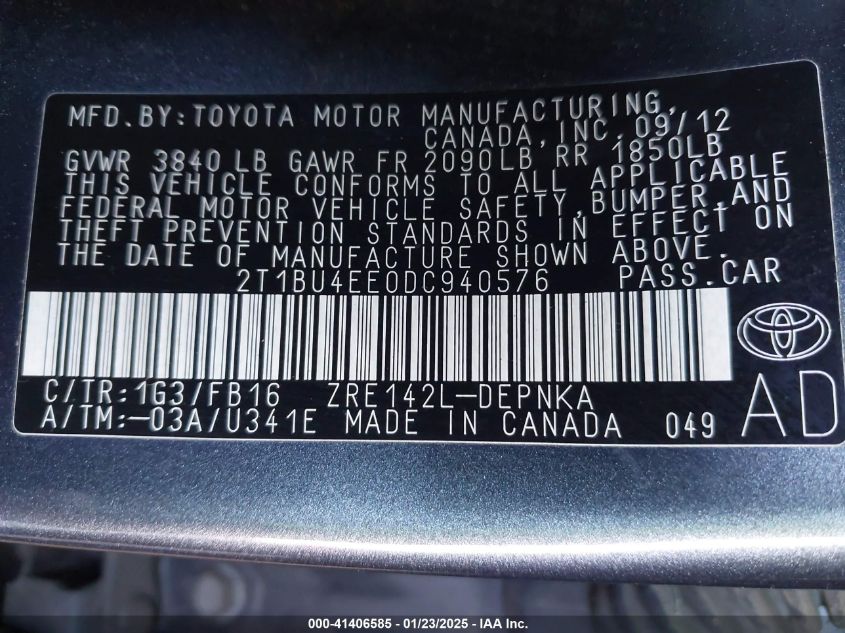 MFD.BY:TOYOTA MOTOR MANUFACTURING,
CANADA,INC. 09/12
GVWR 3840 LB GAWR FR 2090LB RR 1850LB
THIS VEHICLE CONFORMS TO ALL APPLICABLE
FEDERAL MOTOR VEHICLE SAFETY,BUMPER,AND
THEFT PREVENTION STANDARDS IN EFFECT ON
THE DATE OF MANUFACTURE SHOWN ABOVE.
2T1BU4EE0DC940576 PASS.CAR
C/TR:1G3/FB16 ZRE142L-DEPNKA
A/TM:-03A/U341E MADE IN CANADA 049
AD
000-41406585 - 01/23/2025 - IAA Inc.